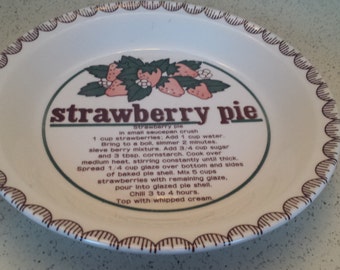 strawberry pie
Strawberry pie
in small saucepan crush
1 cup strawberries; Add 1 cup water.
Bring to a boil, simmer 2 minutes.
sieve berry mixture. Add 3/4 cup sugar
and 3 tbsp. cornstarch. Cook over
medium heat, stirring constantly until thick.
Spread 1/4 cup glaze over bottom and sides
of baked pie shell. Mix 5 cups
strawberries with remaining glaze,
pour into glazed pie shell.
Chill 3 to 4 hours.
Top with whipped cream